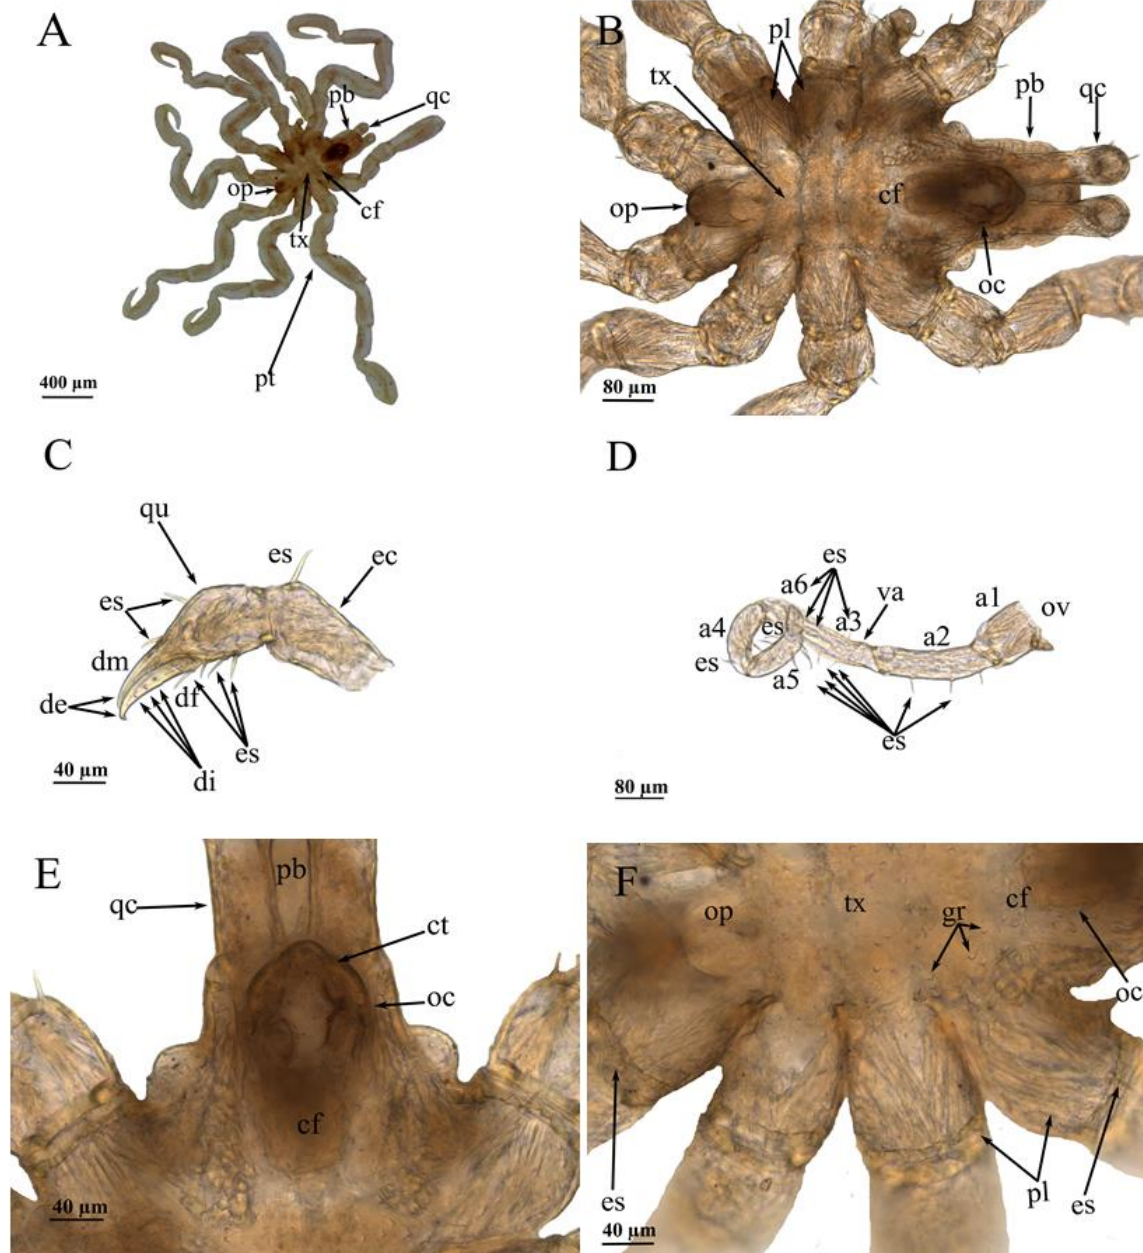 A
pb
qc
op
cf
tx
pt
400 µm
B
pl
tx
pb
qc
cf
op
oc
80 µm
C
qu
es
ec
es
dm
de
df
es
di
40 µm
D
es
a6
va
a1
ov
a4
es
a3
a2
es
a5
es
80 µm
E
pb
qc
ct
oc
cf
40 µm
F
op
tx
cf
gr
oc
es
pl
es
40 µm